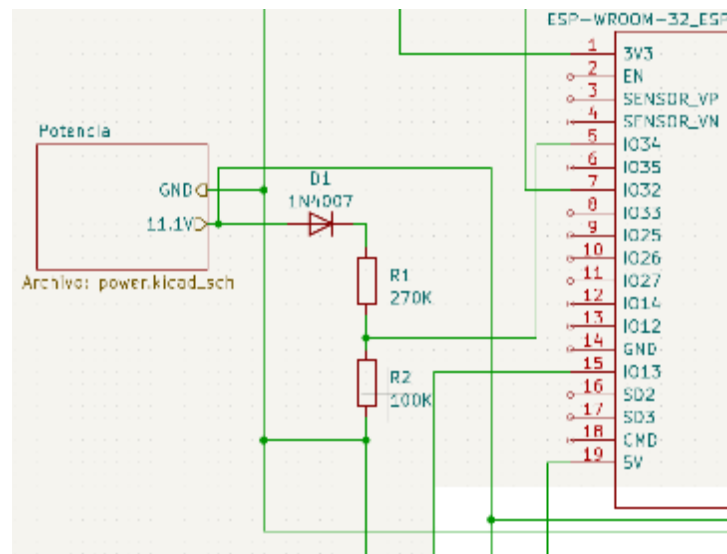 ESP-WROOM-32_ESP
Potencia
GND
11.1V
Archivo: power.kicad_sch
D1
1N4007
R1
270K
R2
100K
1 3V3
2 EN
3 SENSOR_VP
4 SENSOR_VN
5 IO34
6 IO35
7 IO32
8 IO33
9 IO25
10 IO26
11 IO27
12 IO14
13 IO12
14 GND
15 IO13
16 SD2
17 SD3
18 CMD
19 5V